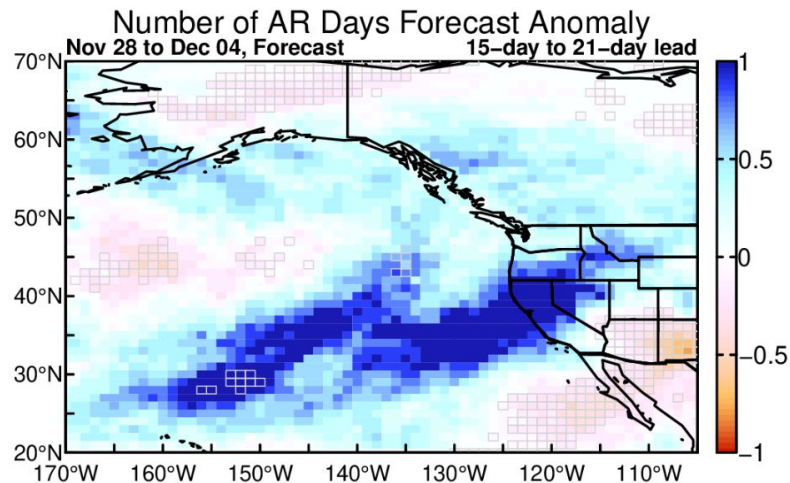 Number of AR Days Forecast Anomaly
Nov 28 to Dec 04, Forecast 15−day to 21−day lead
70°N
60°N
50°N
40°N
30°N
20°N
170°W 160°W 150°W 140°W 130°W 120°W 110°W
1
0.5
0
−0.5
−1